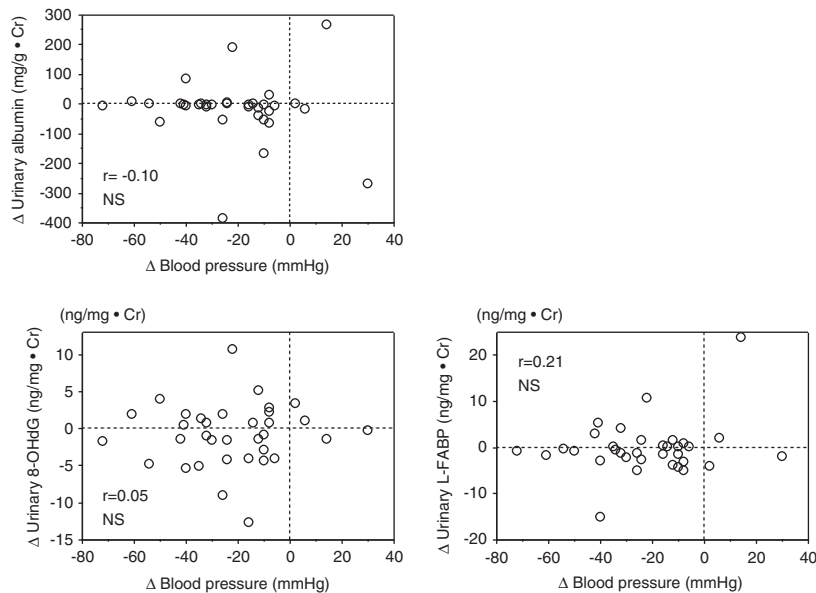 300
200
100
0
-100
-200
-300
-400
Δ Urinary albumin (mg/g • Cr)
r= -0.10
NS
-80 -60 -40 -20 0 20 40
Δ Blood pressure (mmHg)
(ng/mg • Cr)
10
5
0
-5
-10
-15
Δ Urinary 8-OHdG (ng/mg • Cr)
r=0.05
NS
-80 -60 -40 -20 0 20 40
Δ Blood pressure (mmHg)
(ng/mg • Cr)
20
10
0
-10
-20
Δ Urinary L-FABP (ng/mg • Cr)
r=0.21
NS
-80 -60 -40 -20 0 20 40
Δ Blood pressure (mmHg)